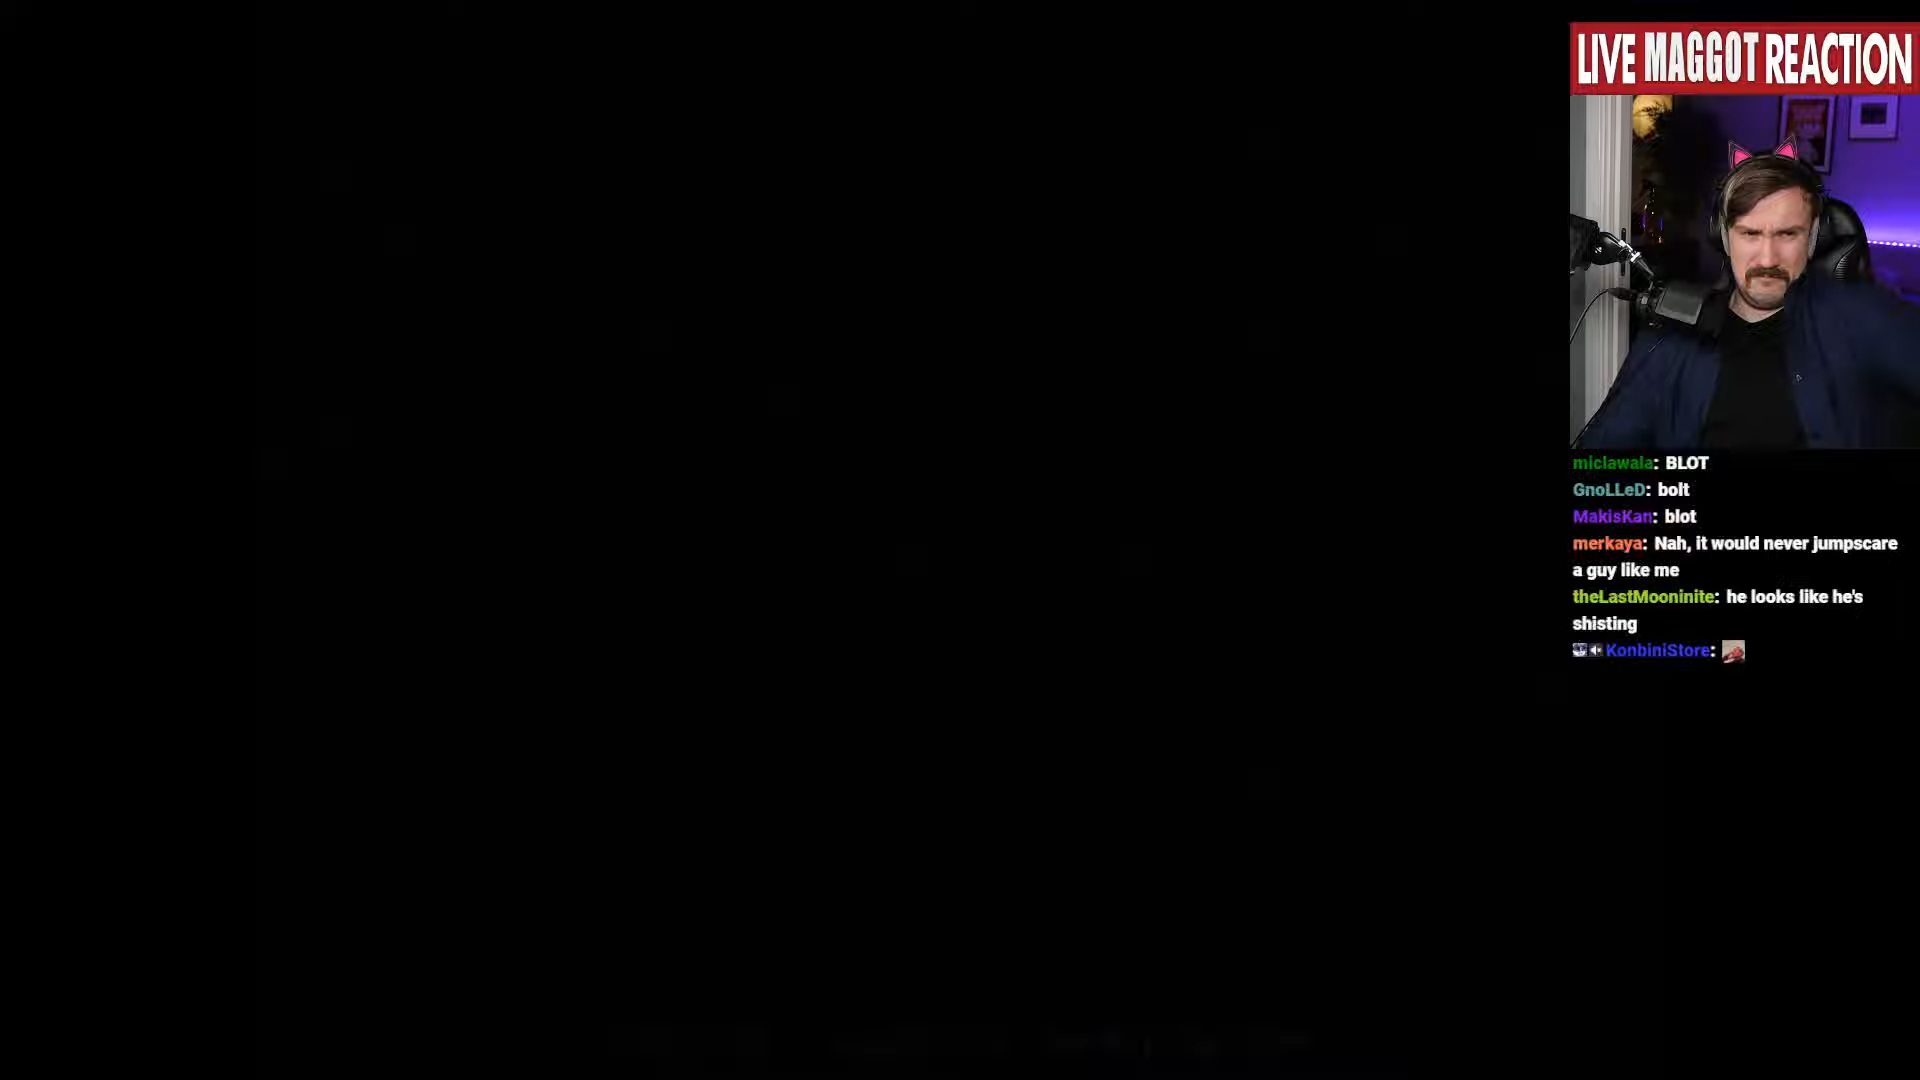 LIVE MAGGOT REACTION
miclawala: BLOT
GnoLLeD: bolt
MakisKan: blot
merkaya: Nah, it would never jumpscare
a guy like me
theLastMooninite: he looks like he's
shisting
KonbiniStore: